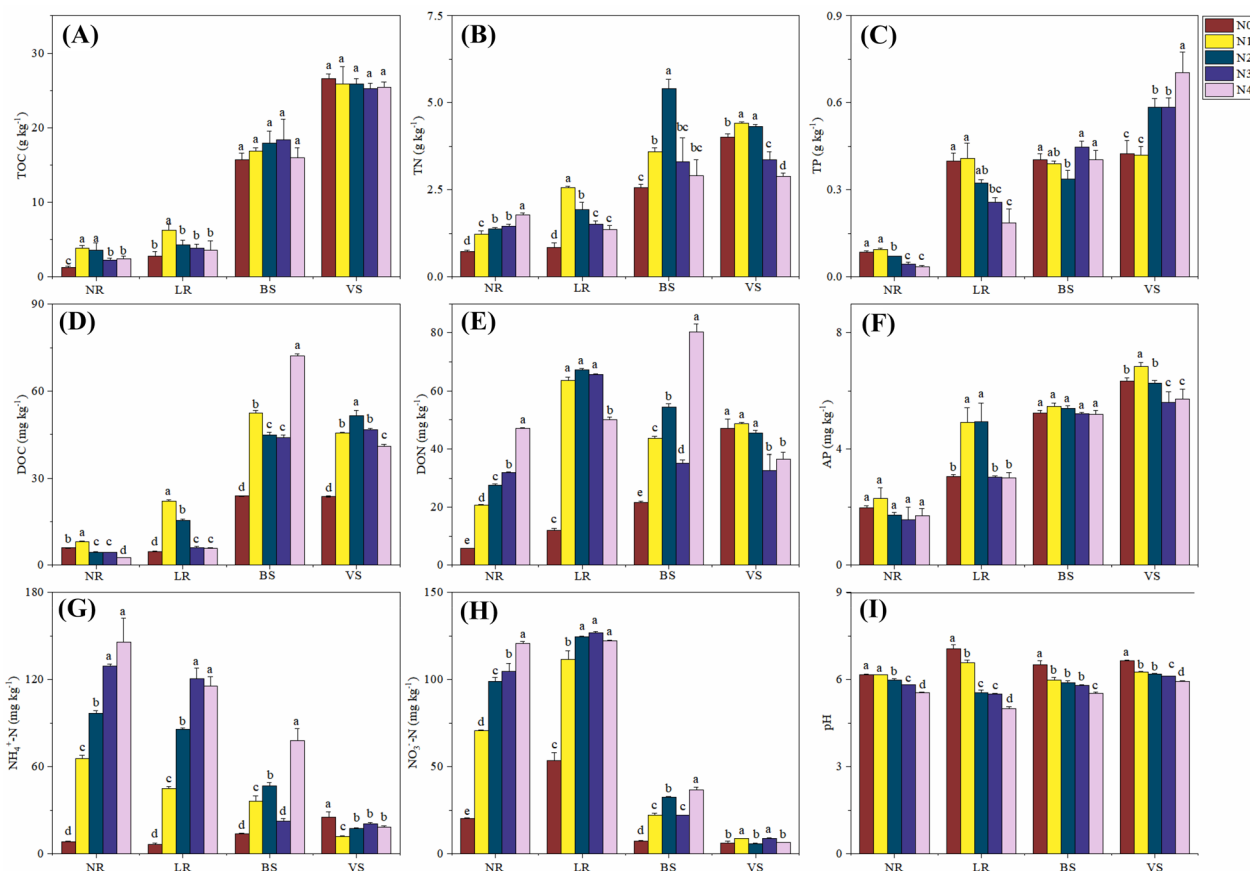 (A)
TOC (g kg⁻¹)
30
20
10
0
c a a b b
b a b b b
a a a a a
a a a a a
NR LR BS VS
(B)
TN (g kg⁻¹)
7.5
5.0
2.5
0.0
d c b b a
d a b c c
c b a bc bc
b a a c d
NR LR BS VS
(C)
TP (g kg⁻¹)
0.9
0.6
0.3
0.0
a a b c c
a a ab bc c
a ab b a a
c c b b a
NR LR BS VS
N0
N1
N2
N3
N4
(D)
DOC (mg kg⁻¹)
90
60
30
0
b a c c d
d a b c c
d b c c a
d b a b c
NR LR BS VS
(E)
DON (mg kg⁻¹)
80
60
40
20
0
e d c b a
c a a a b
e c b d a
a a a b b
NR LR BS VS
(F)
AP (mg kg⁻¹)
8
4
0
a a a a a
b a a b b
a a a a a
b a b c c
NR LR BS VS
(G)
NH₄⁺-N (mg kg⁻¹)
180
120
60
0
d c b a a
d c b a a
d c b d a
a c b b b
NR LR BS VS
(H)
NO₃⁻-N (mg kg⁻¹)
150
100
50
0
e d c b a
c b a a a
d c b c a
b a b a b
NR LR BS VS
(I)
pH
9
6
3
0
a a b c d
a b c c d
a b b b c
a b b c d
NR LR BS VS